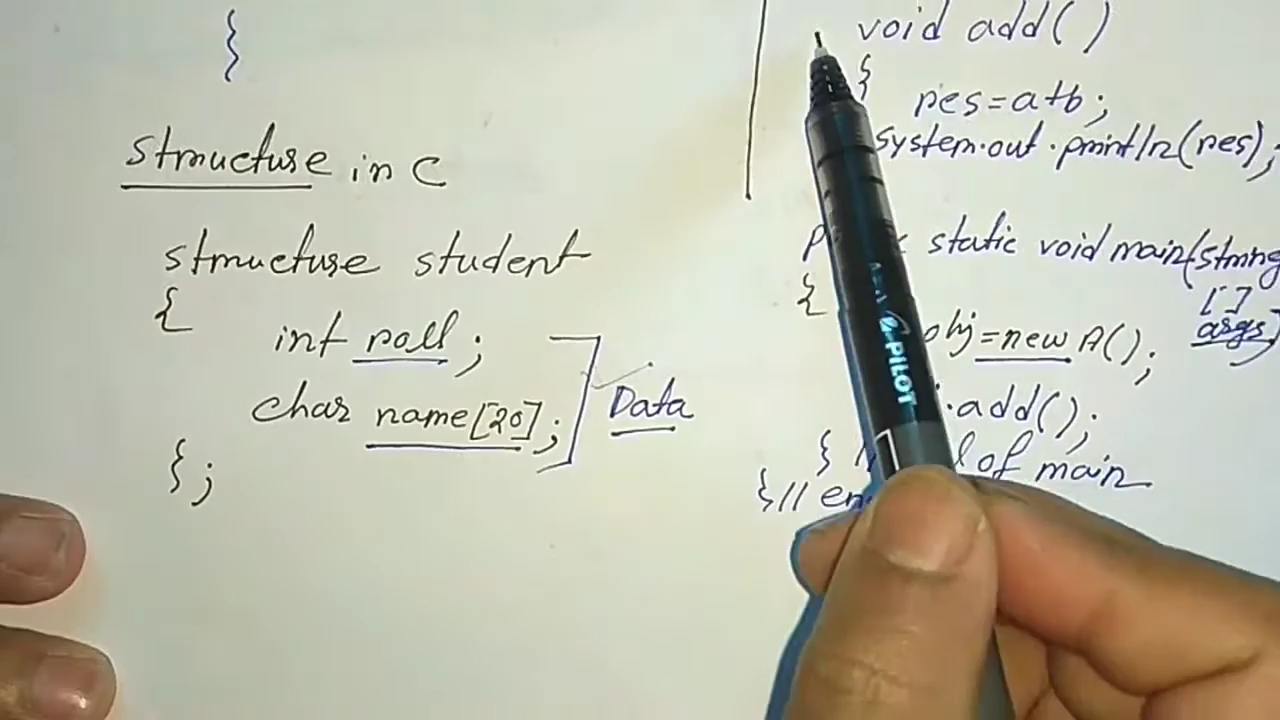 }
structure in C
structure student
{
int roll;
char name[20];
};
Data
void add()
{
res=a+b;
system.out.println(res);
static void main(string
[]
args)
{
obj=new A();
.add();
} // of main
}//
PILOT